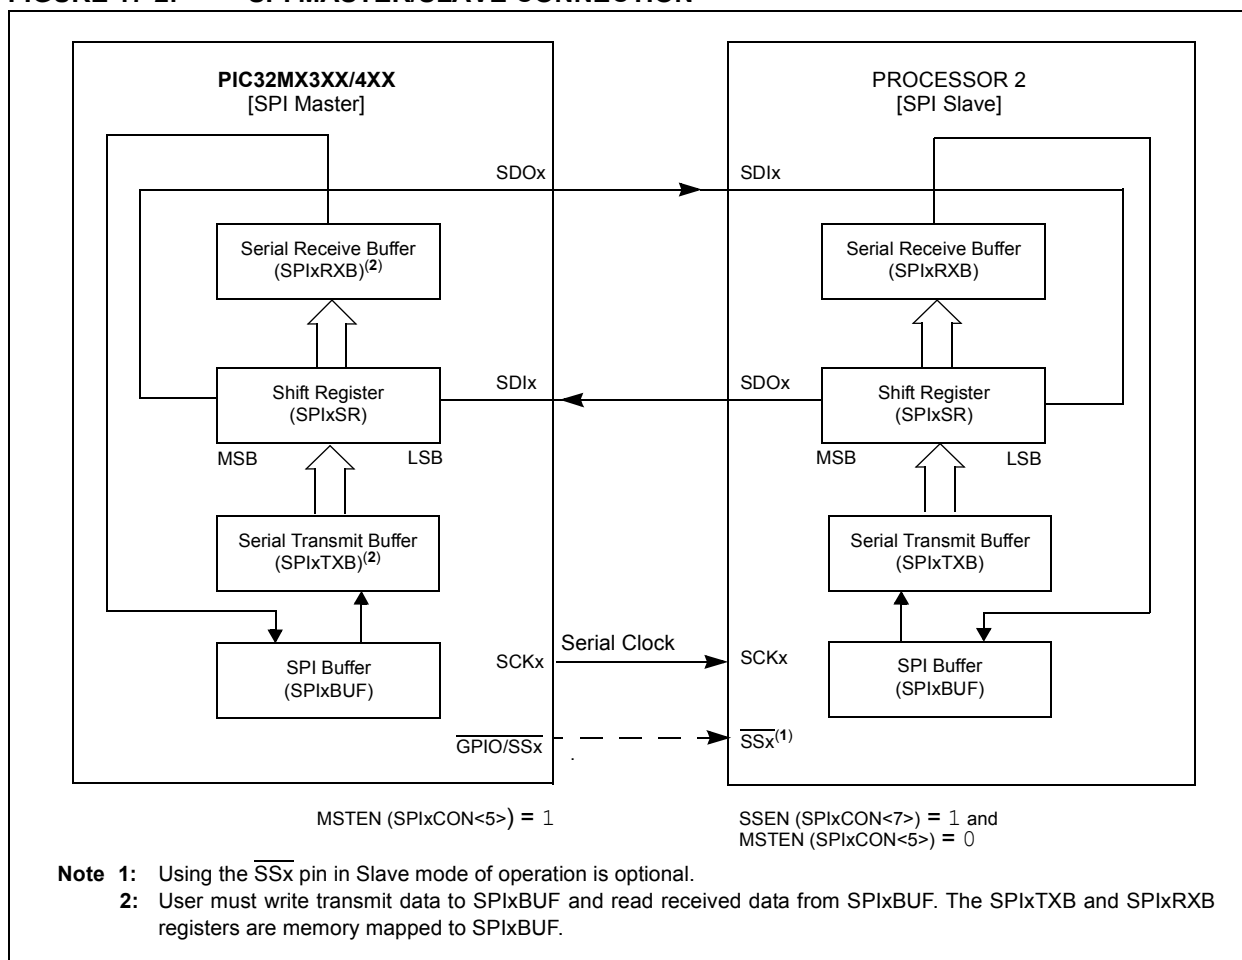 PIC32MX3XX/4XX
[SPI Master]
PROCESSOR 2
[SPI Slave]
SDOx
SDIx
Serial Receive Buffer
(SPIxRXB)(2)
Serial Receive Buffer
(SPIxRXB)
SDIx
SDOx
Shift Register
(SPIxSR)
Shift Register
(SPIxSR)
MSB
LSB
MSB
LSB
Serial Transmit Buffer
(SPIxTXB)(2)
Serial Transmit Buffer
(SPIxTXB)
SPI Buffer
(SPIxBUF)
SCKx
Serial Clock
SCKx
SPI Buffer
(SPIxBUF)
GPIO/SSx
SSx(1)
MSTEN (SPIxCON<5>) = 1
SSEN (SPIxCON<7>) = 1 and
MSTEN (SPIxCON<5>) = 0
Note 1: Using the SSx pin in Slave mode of operation is optional.
2: User must write transmit data to SPIxBUF and read received data from SPIxBUF. The SPIxTXB and SPIxRXB
registers are memory mapped to SPIxBUF.